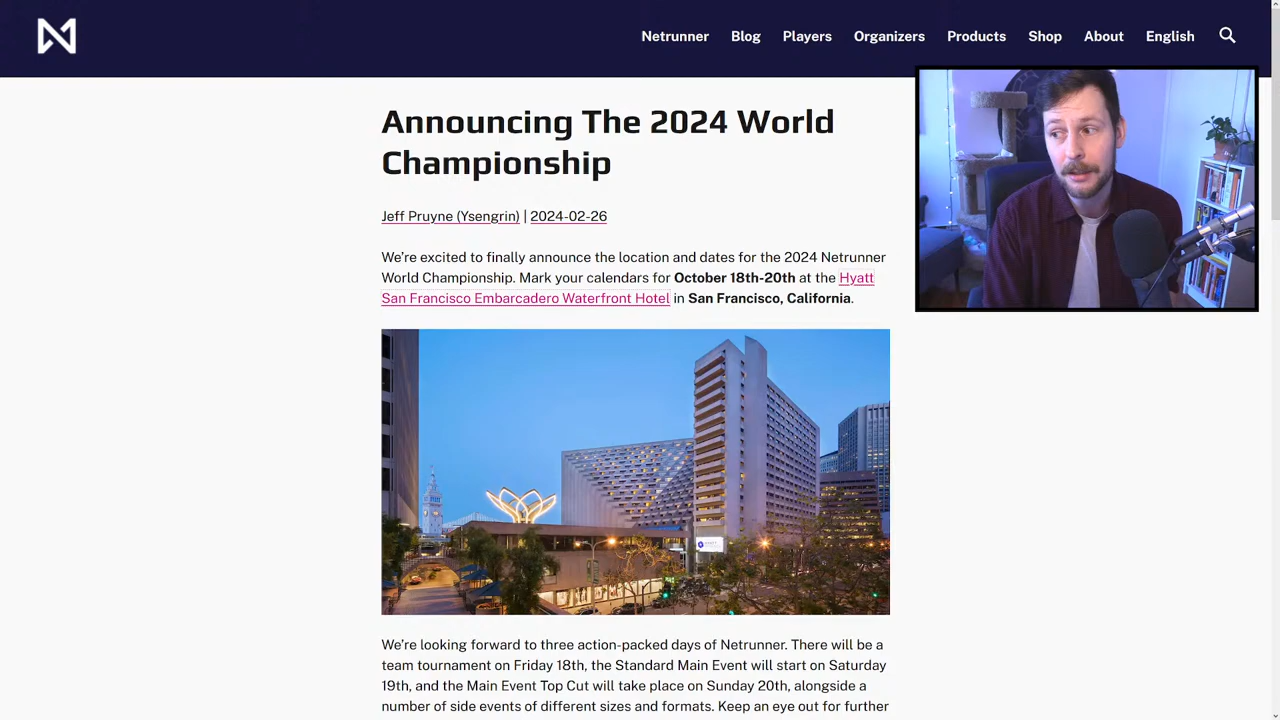 Netrunner Blog Players Organizers Products Shop About English
Announcing The 2024 World
Championship
Jeff Pruyne (Ysengrin) | 2024-02-26
We’re excited to finally announce the location and dates for the 2024 Netrunner
World Championship. Mark your calendars for October 18th-20th at the Hyatt
San Francisco Embarcadero Waterfront Hotel in San Francisco, California.
We’re looking forward to three action-packed days of Netrunner. There will be a
team tournament on Friday 18th, the Standard Main Event will start on Saturday
19th, and the Main Event Top Cut will take place on Sunday 20th, alongside a
number of side events of different sizes and formats. Keep an eye out for further